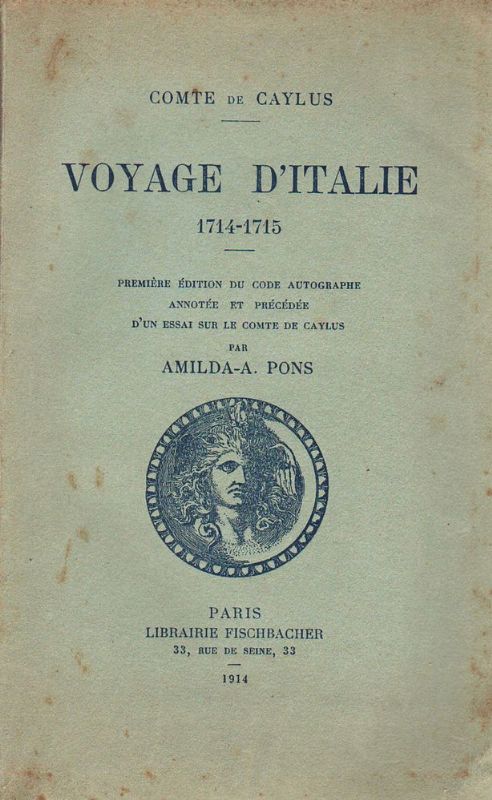 COMTE DE CAYLUS
VOYAGE D'ITALIE
1714-1715
PREMIÈRE ÉDITION DU CODE AUTOGRAPHE
ANNOTÉE ET PRÉCÉDÉE
D'UN ESSAI SUR LE COMTE DE CAYLUS
PAR
AMILDA-A. PONS
PARIS
LIBRAIRIE FISCHBACHER
33, RUE DE SEINE, 33
1914